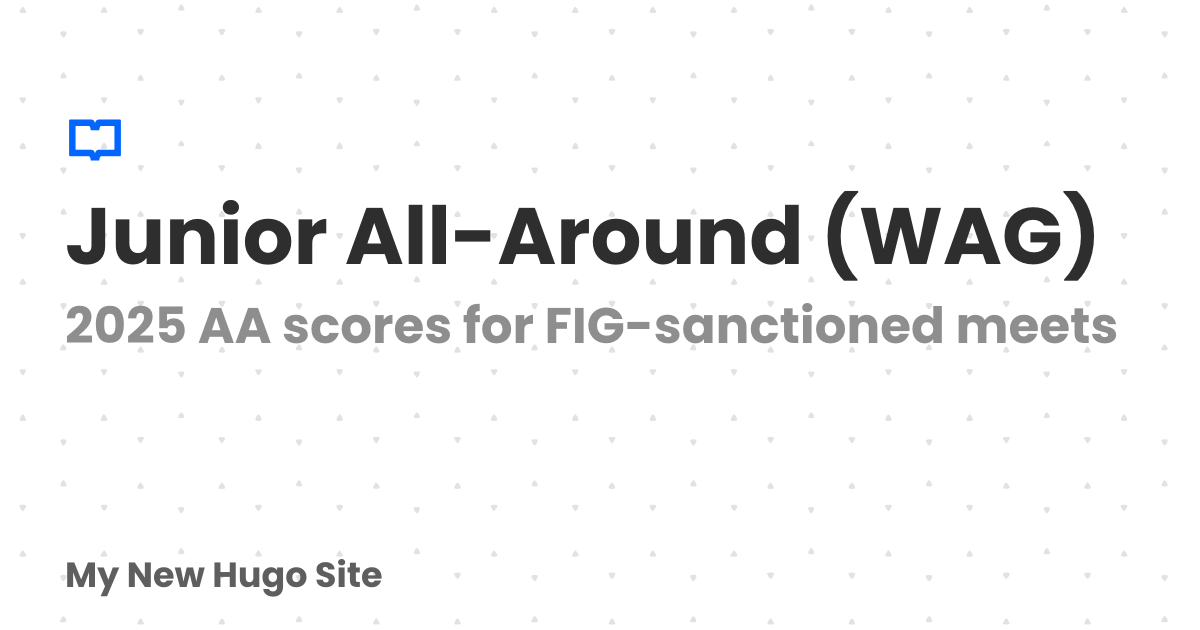 Junior All-Around (WAG)
2025 AA scores for FIG-sanctioned meets
My New Hugo Site